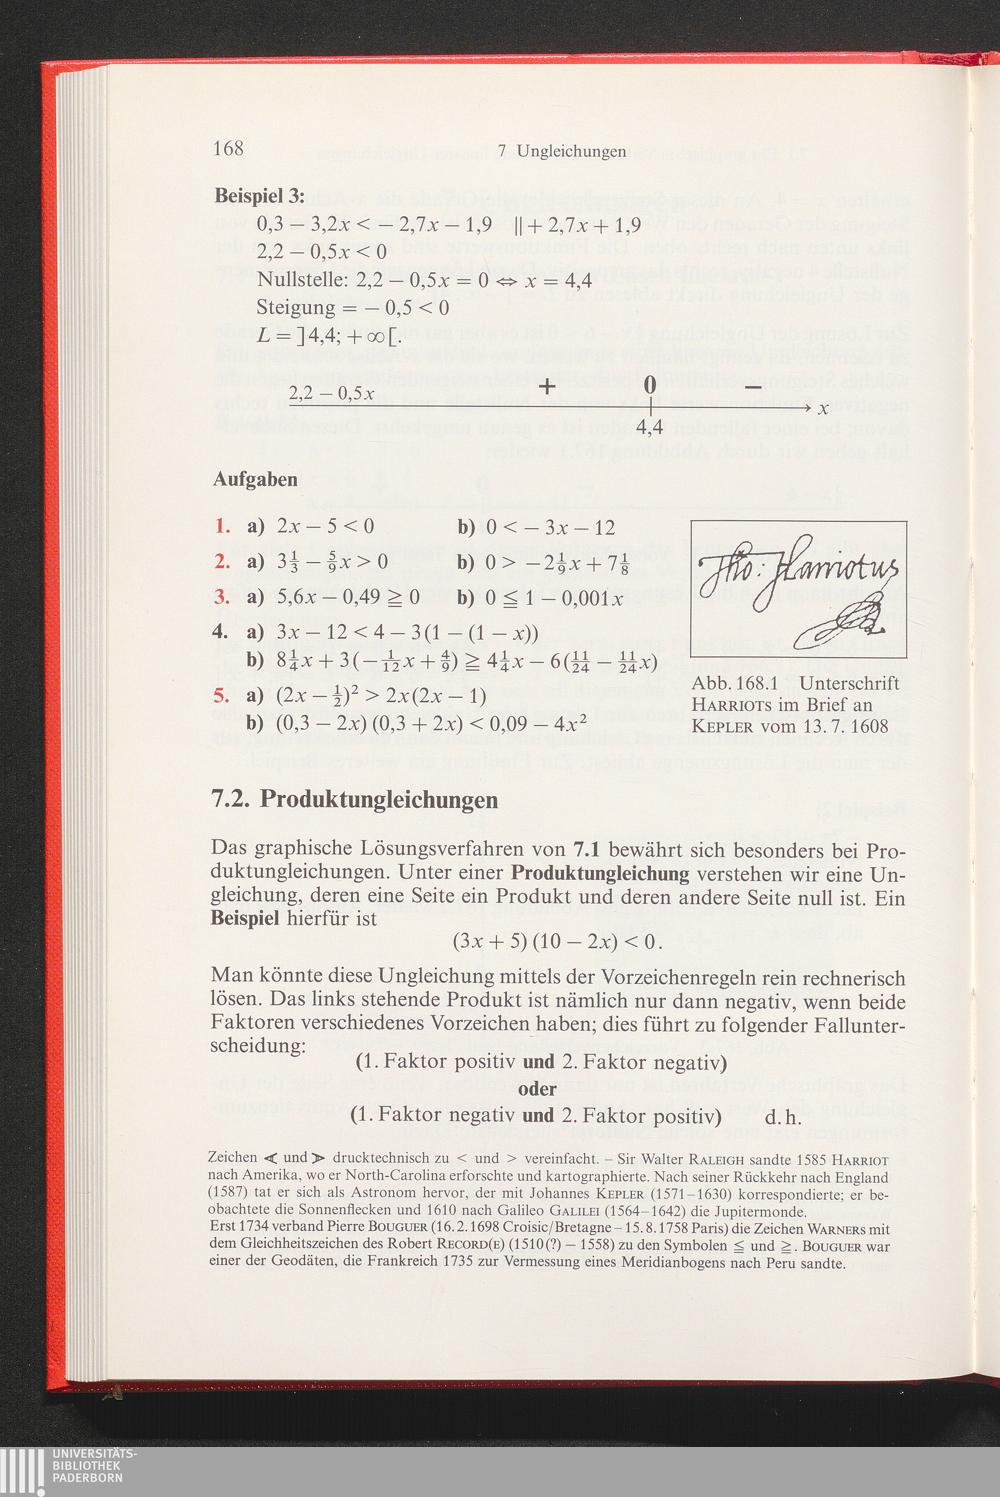 168
7 Ungleichungen
Beispiel 3:
0,3 − 3,2x < − 2,7x − 1,9 || + 2,7x + 1,9
2,2 − 0,5x < 0
Nullstelle: 2,2 − 0,5x = 0 ⇔ x = 4,4
Steigung = − 0,5 < 0
L = ]4,4; + ∞[.
2,2 − 0,5x + 0 −
x
4,4
Aufgaben
1. a) 2x − 5 < 0 b) 0 < − 3x − 12
2. a) 3 1/3 − 5/9 x > 0 b) 0 > −2 1/9 x + 7 1/8
3. a) 5,6x − 0,49 ≧ 0 b) 0 ≦ 1 − 0,001x
4. a) 3x − 12 < 4 − 3(1 − (1 − x))
b) 8 1/4 x + 3(− 1/12 x + 4/9) ≧ 4 1/4 x − 6(11/24 − 11/24 x)
5. a) (2x − 1/2)² > 2x(2x − 1)
b) (0,3 − 2x) (0,3 + 2x) < 0,09 − 4x²
Tho: Harriotus
Abb. 168.1 Unterschrift
HARRIOTS im Brief an
KEPLER vom 13. 7. 1608
7.2. Produktungleichungen
Das graphische Lösungsverfahren von 7.1 bewährt sich besonders bei Pro-
duktungleichungen. Unter einer Produktungleichung verstehen wir eine Un-
gleichung, deren eine Seite ein Produkt und deren andere Seite null ist. Ein
Beispiel hierfür ist
(3x + 5) (10 − 2x) < 0.
Man könnte diese Ungleichung mittels der Vorzeichenregeln rein rechnerisch
lösen. Das links stehende Produkt ist nämlich nur dann negativ, wenn beide
Faktoren verschiedenes Vorzeichen haben; dies führt zu folgender Fallunter-
scheidung:
(1. Faktor positiv und 2. Faktor negativ)
oder
(1. Faktor negativ und 2. Faktor positiv) d. h.
Zeichen ⪪ und ⪫ drucktechnisch zu < und > vereinfacht. – Sir Walter RALEIGH sandte 1585 HARRIOT
nach Amerika, wo er North-Carolina erforschte und kartographierte. Nach seiner Rückkehr nach England
(1587) tat er sich als Astronom hervor, der mit Johannes KEPLER (1571–1630) korrespondierte; er be-
obachtete die Sonnenflecken und 1610 nach Galileo GALILEI (1564–1642) die Jupitermonde.
Erst 1734 verband Pierre BOUGUER (16. 2. 1698 Croisic/Bretagne – 15. 8. 1758 Paris) die Zeichen WARNERS mit
dem Gleichheitszeichen des Robert RECORD(E) (1510(?) – 1558) zu den Symbolen ≦ und ≧. BOUGUER war
einer der Geodäten, die Frankreich 1735 zur Vermessung eines Meridianbogens nach Peru sandte.
UNIVERSITÄTS-
BIBLIOTHEK
PADERBORN